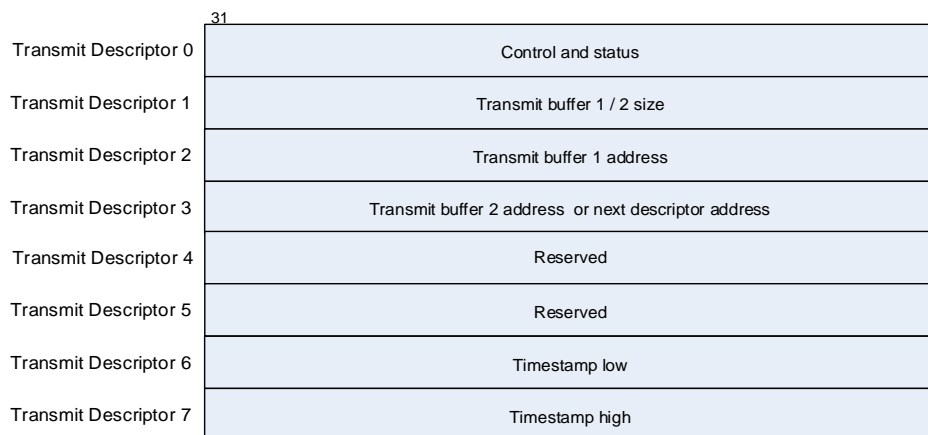 31
Transmit Descriptor 0 Control and status
Transmit Descriptor 1 Transmit buffer 1 / 2 size
Transmit Descriptor 2 Transmit buffer 1 address
Transmit Descriptor 3 Transmit buffer 2 address or next descriptor address
Transmit Descriptor 4 Reserved
Transmit Descriptor 5 Reserved
Transmit Descriptor 6 Timestamp low
Transmit Descriptor 7 Timestamp high